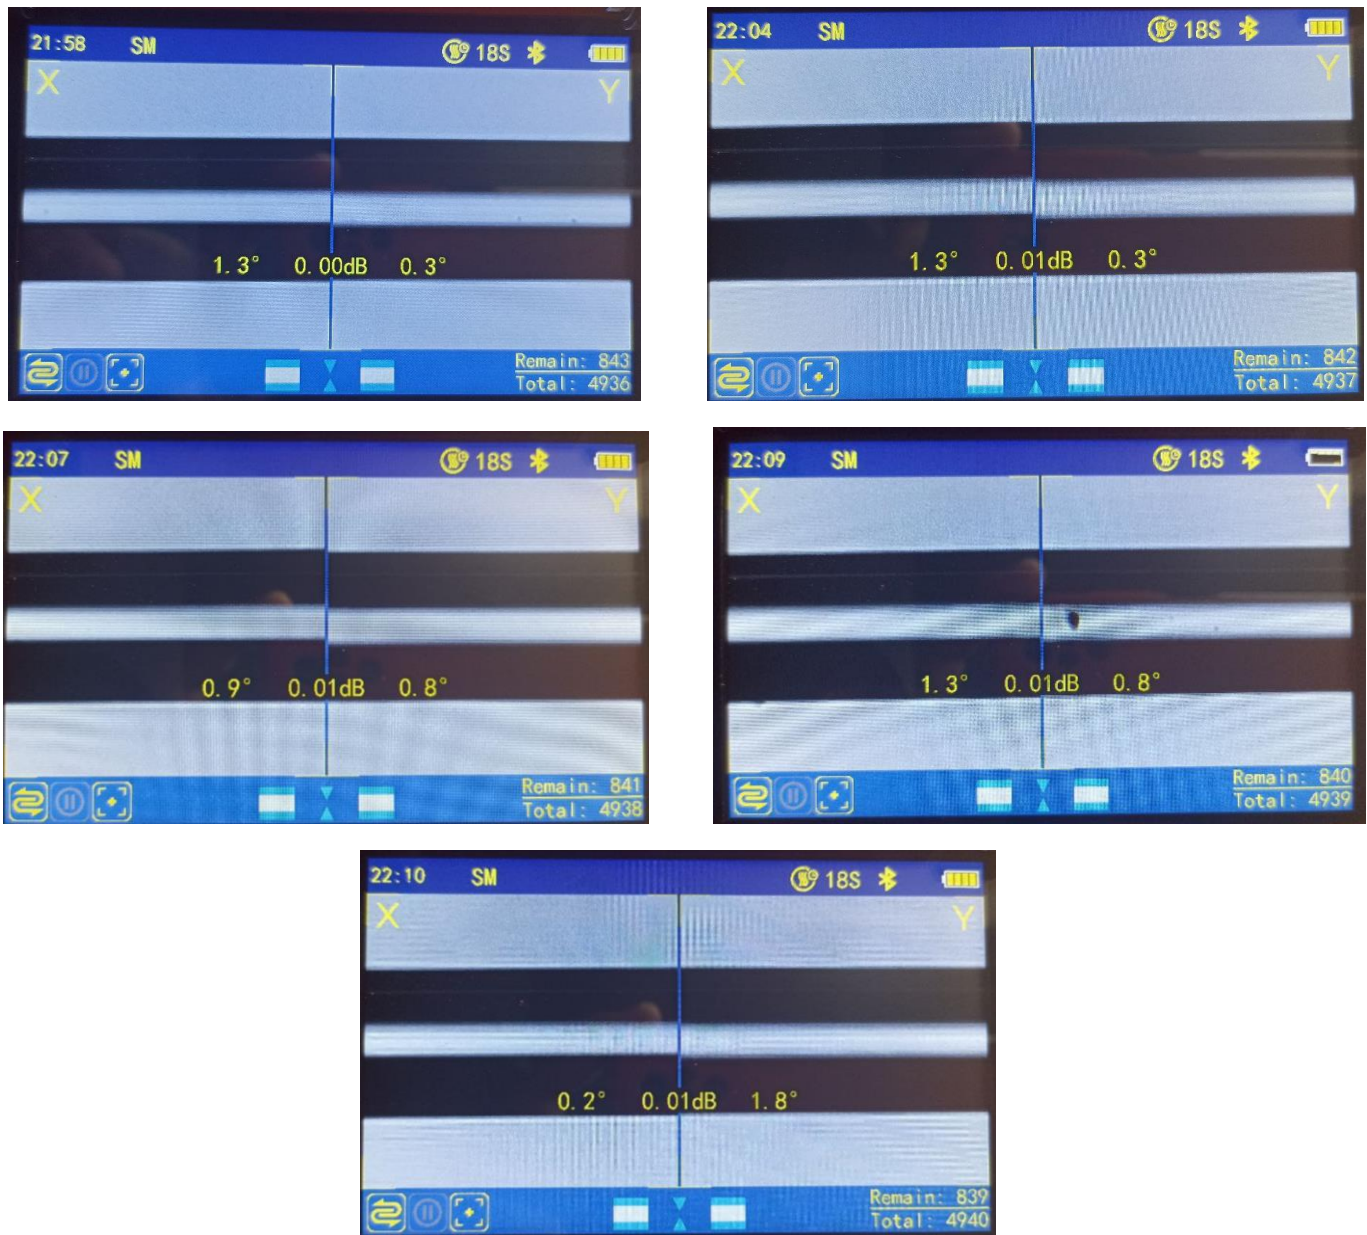 21:58 SM 18S
X Y
1.3° 0.00dB 0.3°
Remain: 843
Total: 4936
22:04 SM 18S
X Y
1.3° 0.01dB 0.3°
Remain: 842
Total: 4937
22:07 SM 18S
X Y
0.9° 0.01dB 0.8°
Remain: 841
Total: 4938
22:09 SM 18S
X Y
1.3° 0.01dB 0.8°
Remain: 840
Total: 4939
22:10 SM 18S
X Y
0.2° 0.01dB 1.8°
Remain: 839
Total: 4940